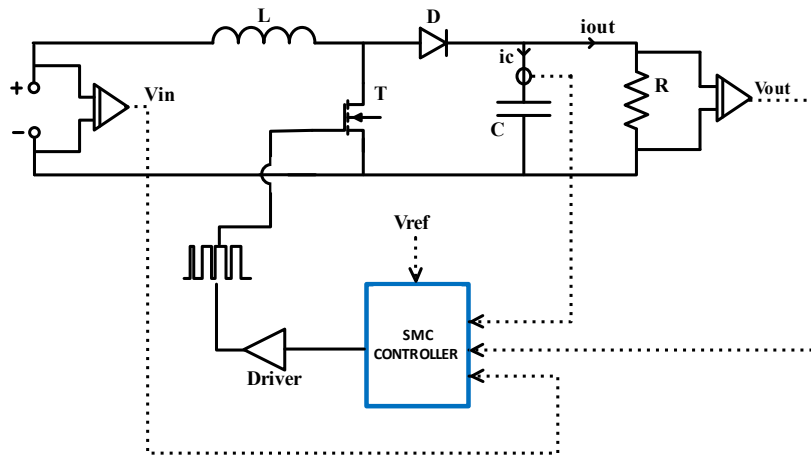 L
D
iout
ic
+
Vin
T
R
Vout
−
C
Vref
SMC
CONTROLLER
Driver